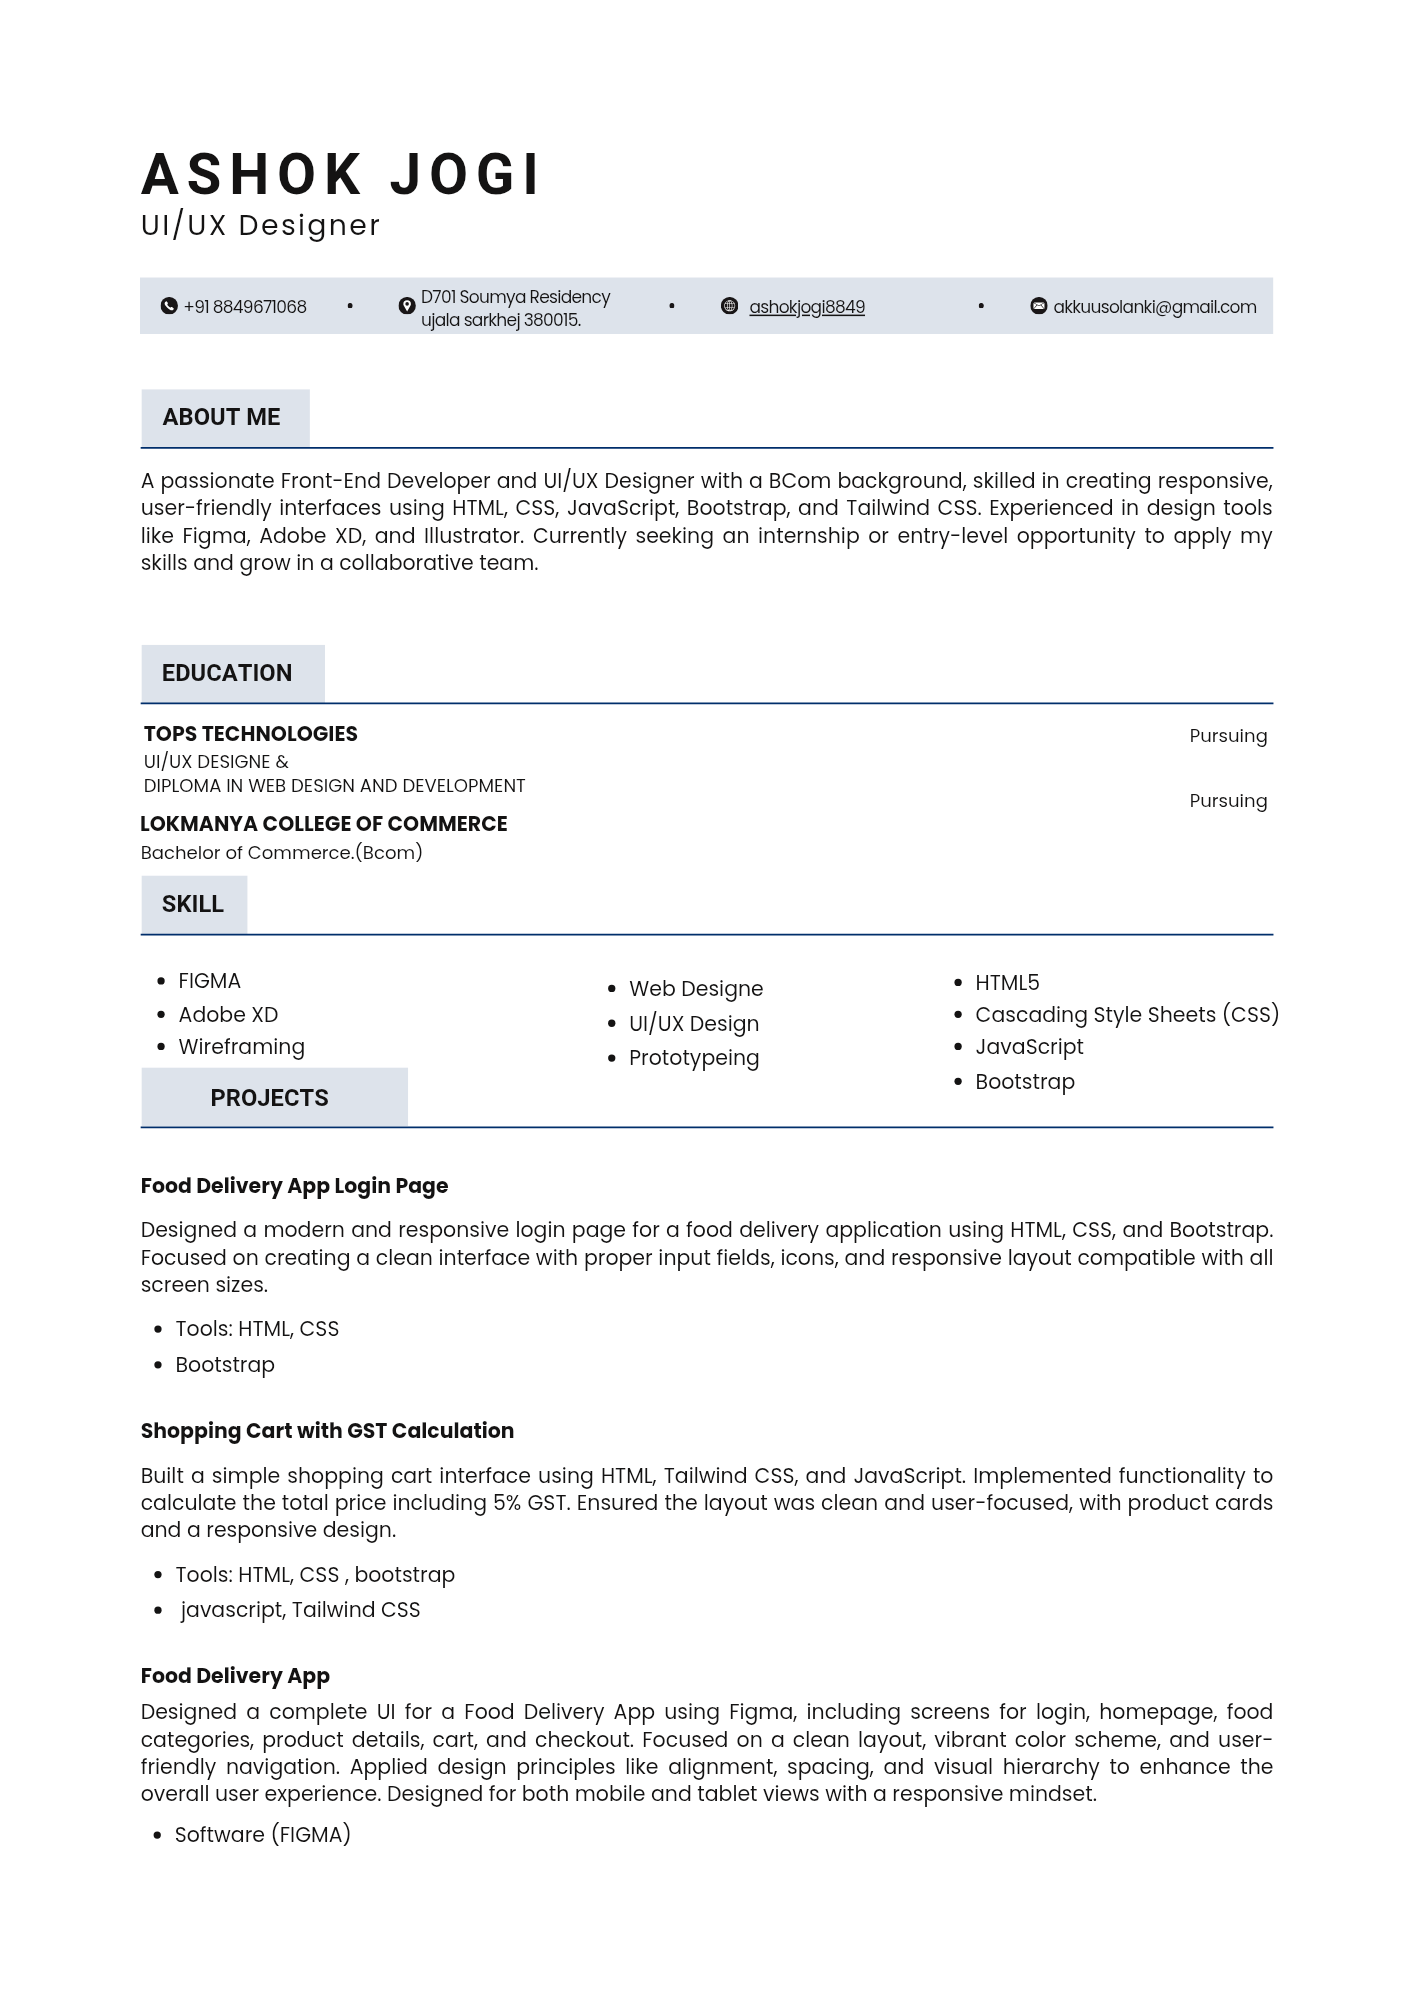 ASHOK JOGI
UI/UX Designer
+91 8849671068
D701 Soumya Residency
ujala sarkhej 380015.
ashokjogi8849
akkuusolanki@gmail.com
ABOUT ME
A passionate Front-End Developer and UI/UX Designer with a BCom background, skilled in creating responsive,
user-friendly interfaces using HTML, CSS, JavaScript, Bootstrap, and Tailwind CSS. Experienced in design tools
like Figma, Adobe XD, and Illustrator. Currently seeking an internship or entry-level opportunity to apply my
skills and grow in a collaborative team.
EDUCATION
TOPS TECHNOLOGIES
Pursuing
UI/UX DESIGNE &
DIPLOMA IN WEB DESIGN AND DEVELOPMENT
Pursuing
LOKMANYA COLLEGE OF COMMERCE
Bachelor of Commerce.(Bcom)
SKILL
• FIGMA
• Adobe XD
• Wireframing
• Web Designe
• UI/UX Design
• Prototypeing
• HTML5
• Cascading Style Sheets (CSS)
• JavaScript
• Bootstrap
PROJECTS
Food Delivery App Login Page
Designed a modern and responsive login page for a food delivery application using HTML, CSS, and Bootstrap.
Focused on creating a clean interface with proper input fields, icons, and responsive layout compatible with all
screen sizes.
• Tools: HTML, CSS
• Bootstrap
Shopping Cart with GST Calculation
Built a simple shopping cart interface using HTML, Tailwind CSS, and JavaScript. Implemented functionality to
calculate the total price including 5% GST. Ensured the layout was clean and user-focused, with product cards
and a responsive design.
• Tools: HTML, CSS , bootstrap
• javascript, Tailwind CSS
Food Delivery App
Designed a complete UI for a Food Delivery App using Figma, including screens for login, homepage, food
categories, product details, cart, and checkout. Focused on a clean layout, vibrant color scheme, and user-
friendly navigation. Applied design principles like alignment, spacing, and visual hierarchy to enhance the
overall user experience. Designed for both mobile and tablet views with a responsive mindset.
• Software (FIGMA)